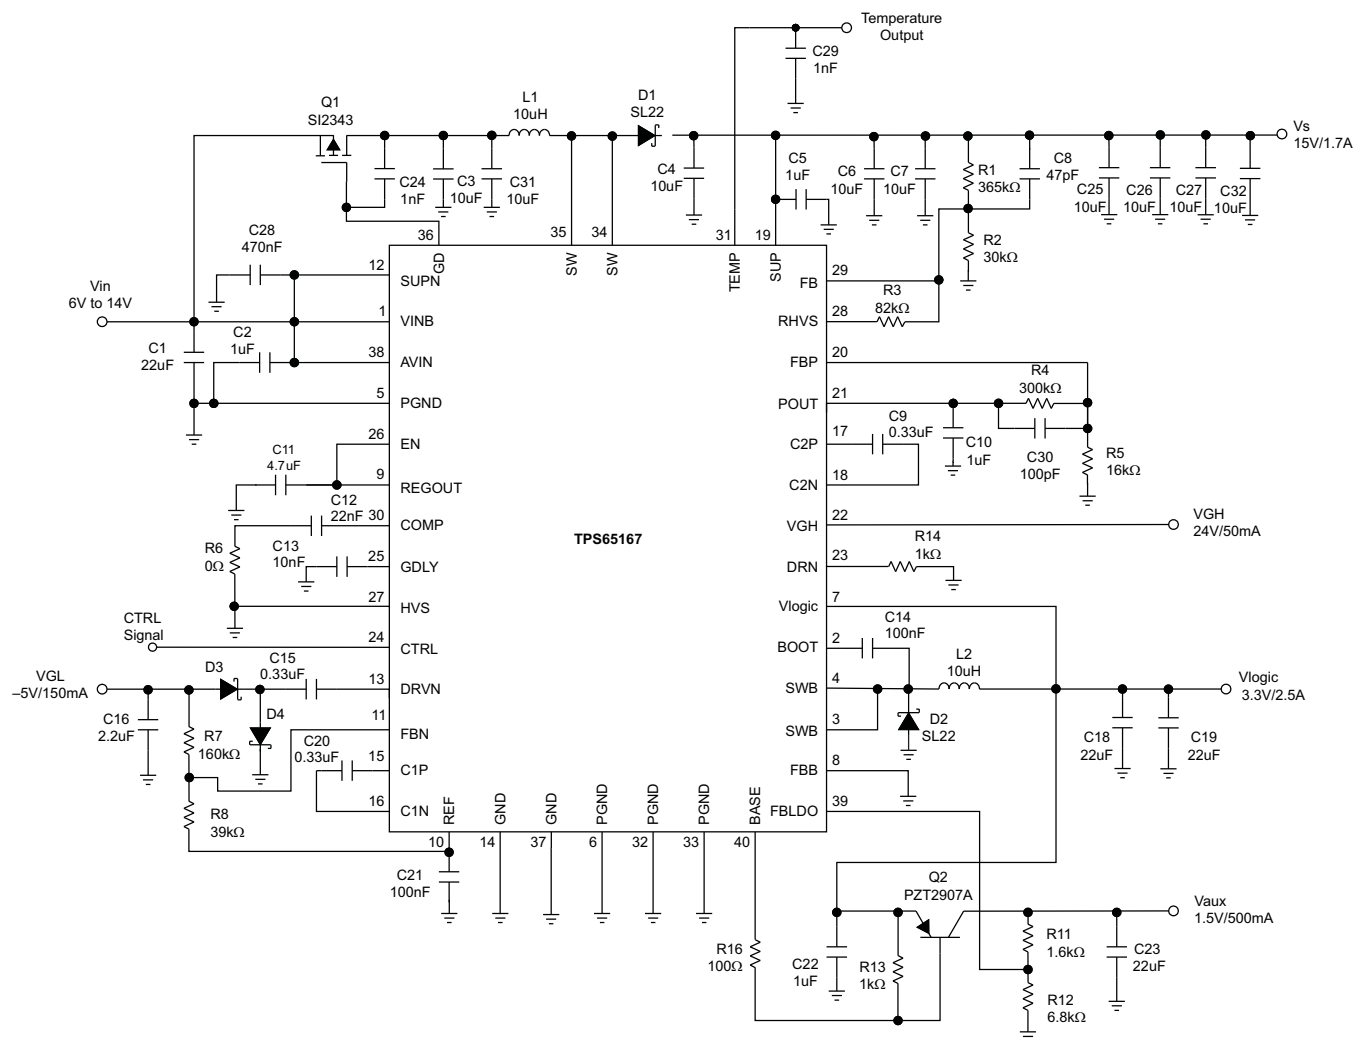 Temperature
Output
C29
1nF
Q1
SI2343
L1
10uH
D1
SL22
Vs
15V/1.7A
C24
1nF
C3
10uF
C31
10uF
C4
10uF
C5
1uF
C6
10uF
C7
10uF
R1
365kΩ
C8
47pF
C25
10uF
C26
10uF
C27
10uF
C32
10uF
R2
30kΩ
C28
470nF
36
35
34
31
19
GD
SW
SW
TEMP
SUP
Vin
6V to 14V
C1
22uF
C2
1uF
12
SUPN
1
VINB
38
AVIN
5
PGND
26
EN
C11
4.7uF
9
REGOUT
C12
22nF
30
COMP
R6
0Ω
C13
10nF
25
GDLY
27
HVS
CTRL
Signal
24
CTRL
VGL
–5V/150mA
D3
C15
0.33uF
13
DRVN
C16
2.2uF
R7
160kΩ
D4
11
FBN
C20
0.33uF
15
C1P
16
C1N
R8
39kΩ
TPS65167
FB
29
R3
82kΩ
RHVS
28
FBP
20
R4
300kΩ
POUT
21
C9
0.33uF
C10
1uF
C30
100pF
R5
16kΩ
C2P
17
C2N
18
VGH
22
VGH
24V/50mA
DRN
23
R14
1kΩ
Vlogic
7
C14
100nF
BOOT
2
L2
10uH
SWB
4
Vlogic
3.3V/2.5A
D2
SL22
SWB
3
C18
22uF
C19
22uF
FBB
8
FBLDO
39
REF
GND
GND
PGND
PGND
PGND
BASE
10
14
37
6
32
33
40
C21
100nF
Q2
PZT2907A
Vaux
1.5V/500mA
R16
100Ω
C22
1uF
R13
1kΩ
R11
1.6kΩ
C23
22uF
R12
6.8kΩ